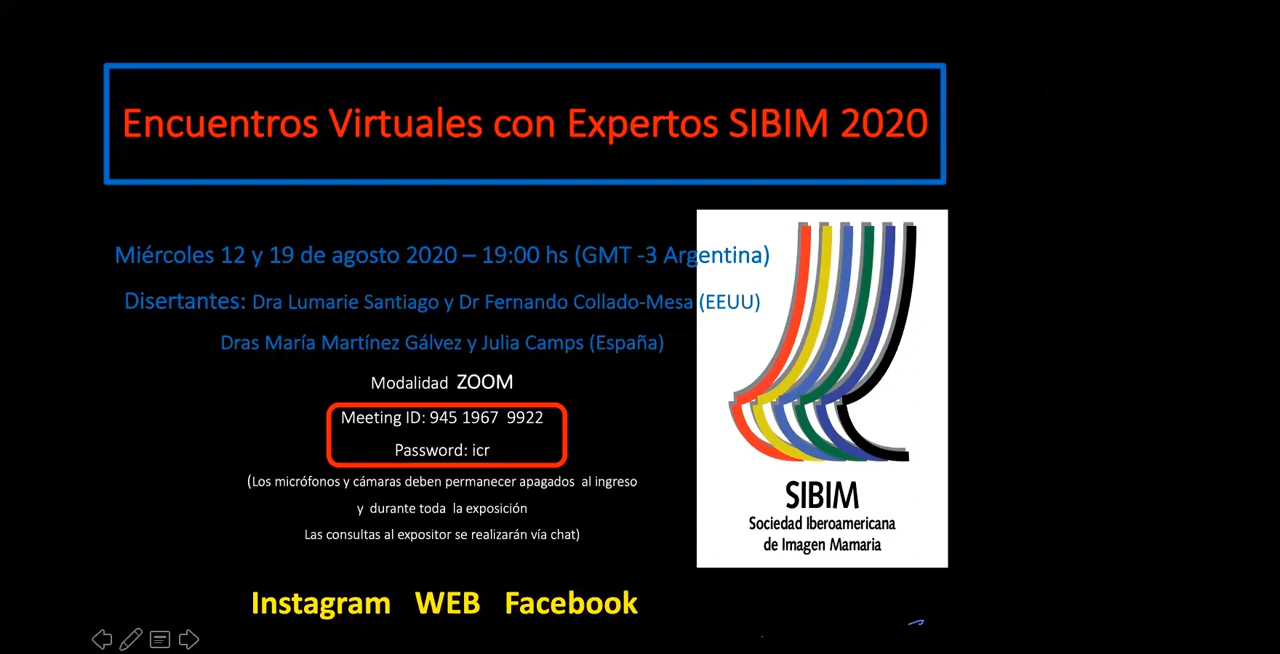 Encuentros Virtuales con Expertos SIBIM 2020
Miércoles 12 y 19 de agosto 2020 – 19:00 hs (GMT -3 Argentina)
Disertantes: Dra Lumarie Santiago y Dr Fernando Collado-Mesa (EEUU)
Dras María Martínez Gálvez y Julia Camps (España)
Modalidad ZOOM
Meeting ID: 945 1967 9922
Password: icr
(Los micrófonos y cámaras deben permanecer apagados al ingreso
y durante toda la exposición
Las consultas al expositor se realizarán vía chat)
Instagram WEB Facebook
SIBIM
Sociedad Iberoamericana
de Imagen Mamaria